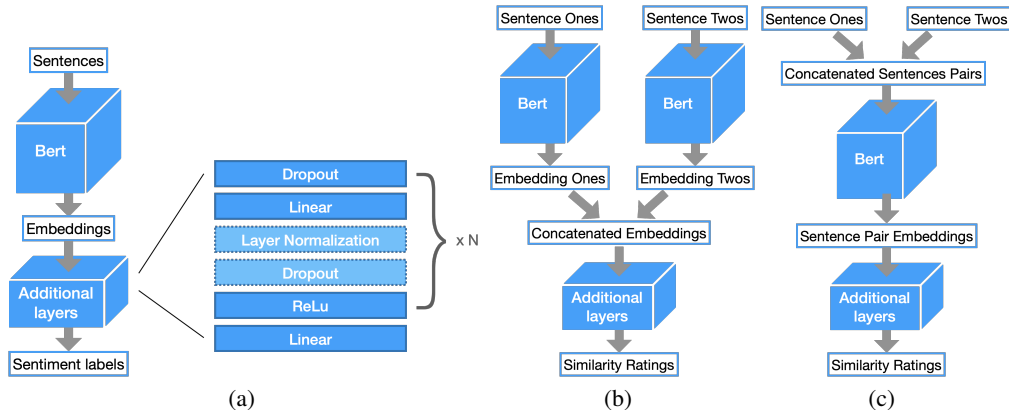 Sentences
Bert
Embeddings
Additional
layers
Sentiment labels
Dropout
Linear
Layer Normalization
Dropout
ReLu
Linear
x N
(a)
Sentence Ones
Sentence Twos
Bert
Bert
Embedding Ones
Embedding Twos
Concatenated Embeddings
Additional
layers
Similarity Ratings
(b)
Sentence Ones
Sentence Twos
Concatenated Sentences Pairs
Bert
Sentence Pair Embeddings
Additional
layers
Similarity Ratings
(c)